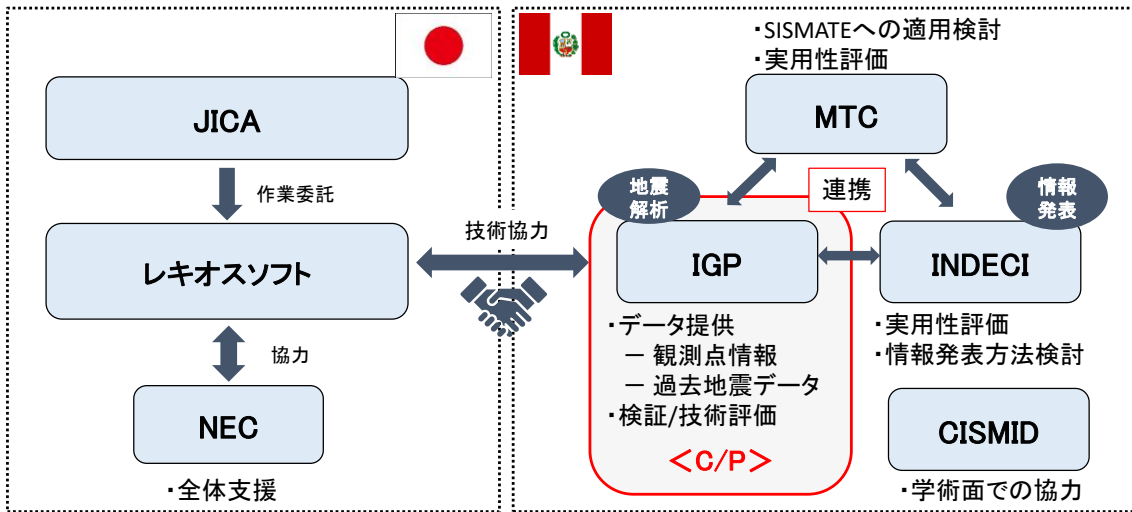 JICA
作業委託
レキオスソフト
協力
NEC
・全体支援
技術協力
・SISMATEへの適用検討
・実用性評価
MTC
連携
地震
解析
IGP
・データ提供
－ 観測点情報
－ 過去地震データ
・検証/技術評価
＜C/P＞
情報
発表
INDECI
・実用性評価
・情報発表方法検討
CISMID
・学術面での協力